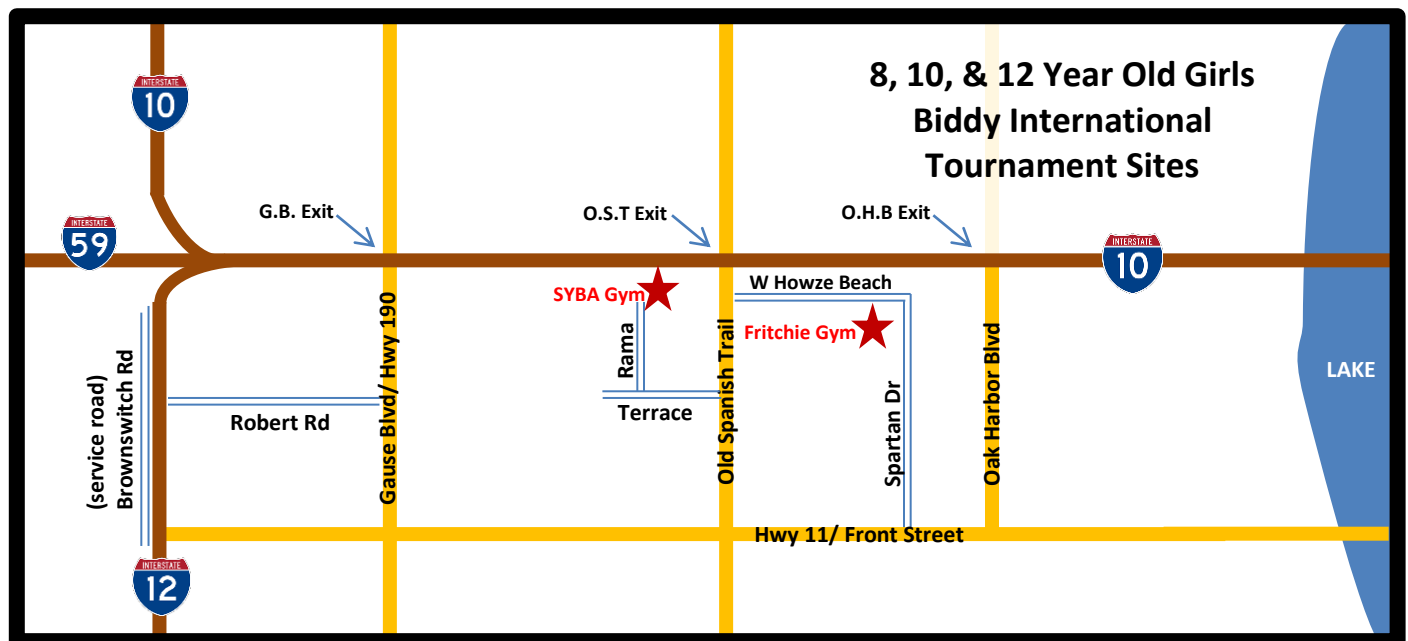 8, 10, & 12 Year Old Girls
Biddy International
Tournament Sites
INTERSTATE
10
INTERSTATE
59
G.B. Exit
O.S.T Exit
O.H.B Exit
INTERSTATE
10
SYBA Gym
W Howze Beach
Fritchie Gym
Rama
Terrace
Robert Rd
(service road)
Brownswitch Rd
Gause Blvd/ Hwy 190
Old Spanish Trail
Spartan Dr
Oak Harbor Blvd
LAKE
Hwy 11/ Front Street
INTERSTATE
12